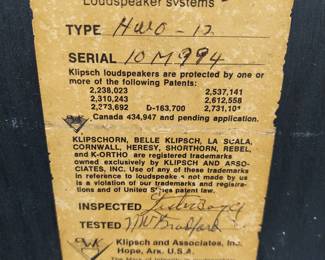 Loudspeaker systems
TYPE HWO-12
SERIAL 10M994
Klipsch loudspeakers are protected by one or
more of the following Patents:
2,238,023 2,537,141
2,310,243 2,612,558
2,273,692 D-163,700 2,731,10
Canada 434,947 and pending application.
KLIPSCHORN, BELLE KLIPSCH, LA SCALA,
CORNWALL, HERESY, SHORTHORN, REBEL,
and K-ORTHO are registered trademarks
owned exclusively by KLIPSCH AND ASSO-
CIATES, INC. Use of any of these trademarks
in reference to loudspeake s not made by us
is a violation of our trademark and registra-
tions and of United States patent law.
INSPECTED
TESTED Bradford
PWK Klipsch and Associates, Inc.
Hope, Ark. U.S.A.